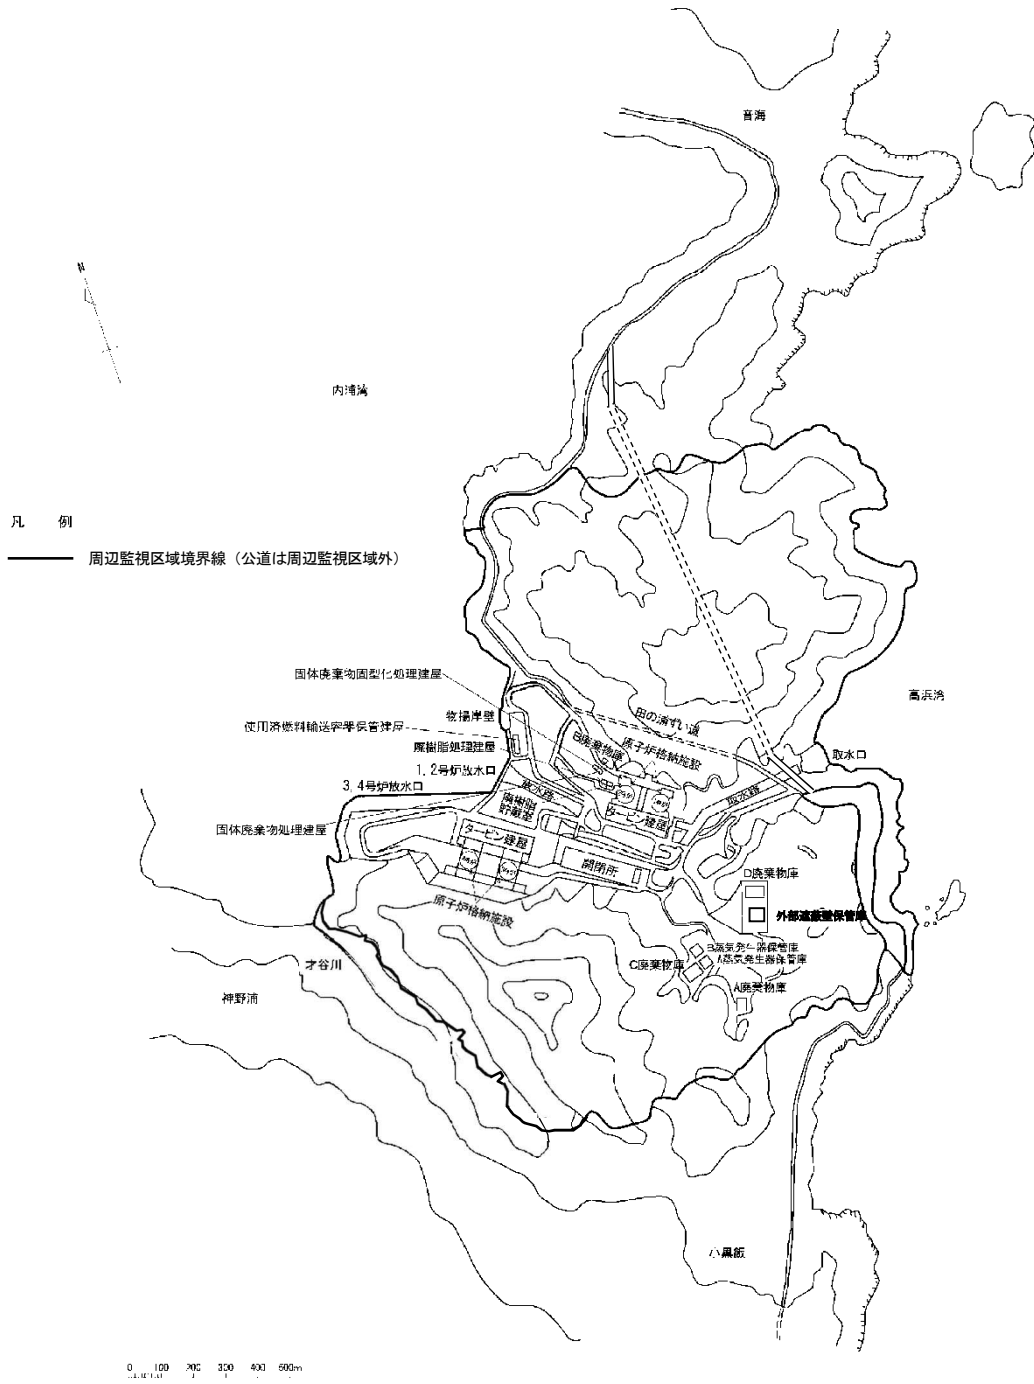 音海
N
内浦湾
凡 例
周辺監視区域境界線（公道は周辺監視区域外）
固体廃棄物固型化処理建屋
高浜湾
物揚岸壁
田の浦ずい道
使用済燃料輸送容器保管建屋
B廃棄物庫
原子炉格納施設
廃樹脂処理建屋
取水口
1, 2号炉放水口
3, 4号炉放水口
放水路
取水路
廃樹脂
貯蔵庫
タービン建屋
固体廃棄物処理建屋
タービン建屋
開閉所
D廃棄物庫
原子炉格納施設
外部遮蔽壁保管庫
B蒸気発生器保管庫
A蒸気発生器保管庫
才谷川
C廃棄物庫
A廃棄物庫
神野浦
小黒飯
0 100 200 300 400 500m